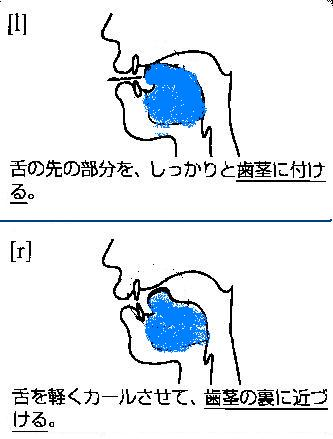 [l]
舌の先の部分を、しっかりと歯茎に付け
る。
[r]
舌を軽くカールさせて、歯茎の裏に近づ
ける。